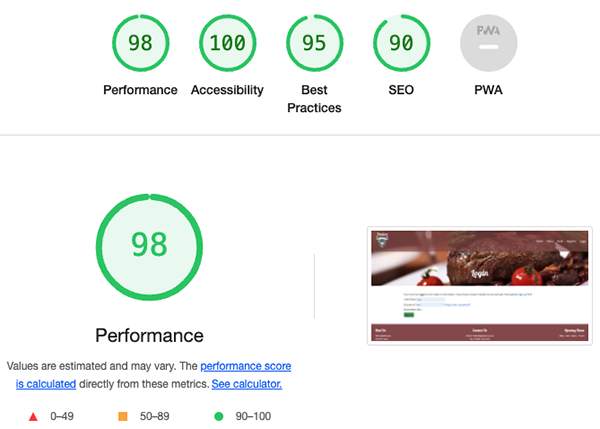 98
100
95
90
PWA
Performance
Accessibility
Best
Practices
SEO
PWA
98
Performance
Values are estimated and may vary. The performance score
is calculated directly from these metrics. See calculator.
0–49
50–89
90–100
Login